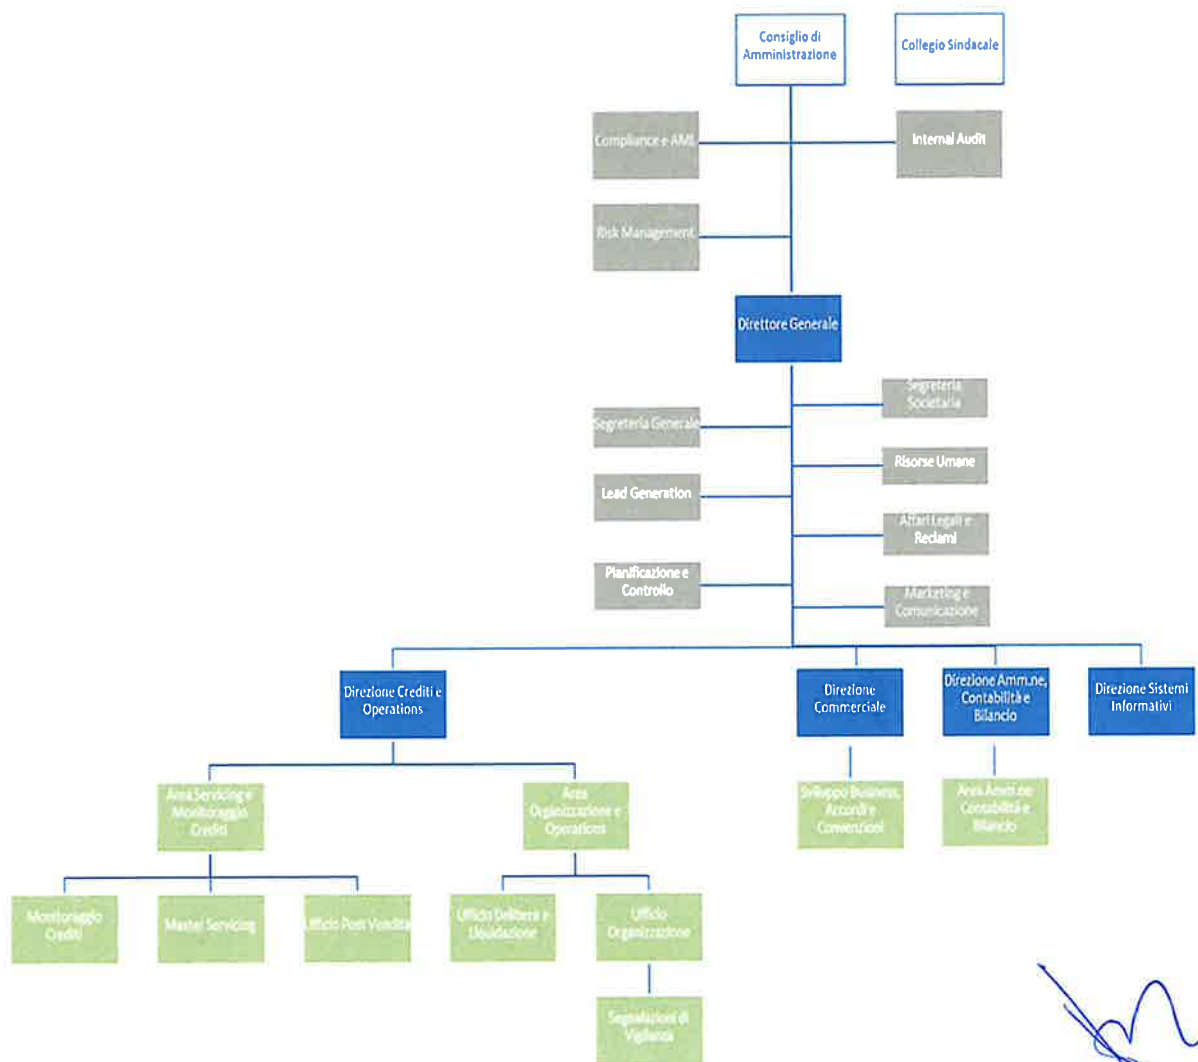 Consiglio di
Amministrazione
Collegio Sindacale
Compliance e AML
Internal Audit
Risk Management
Direttore Generale
Segreteria
Societaria
Segreteria Generale
Risorse Umane
Lead Generation
Affari Legali e
Reclami
Pianificazione e
Controllo
Marketing e
Comunicazione
Direzione Crediti e
Operations
Direzione
Commerciale
Direzione Amm.ne,
Contabilità e
Bilancio
Direzione Sistemi
Informativi
Area Servicing e
Monitoraggio
Crediti
Area
Organizzazione e
Operations
Sviluppo Business,
Accordi e
Convenzioni
Area Amm.ne
Contabilità e
Bilancio
Monitoraggio
Crediti
Master Servicing
Ufficio Post Vendita
Ufficio Delibera e
Liquidazione
Ufficio
Organizzazione
Segnalazioni di
Vigilanza